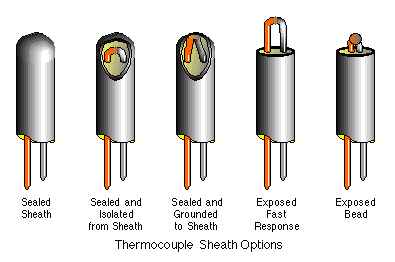 Sealed
Sheath
Sealed and
Isolated
from Sheath
Sealed and
Grounded
to Sheath
Exposed
Fast
Response
Exposed
Bead
Thermocouple Sheath Options